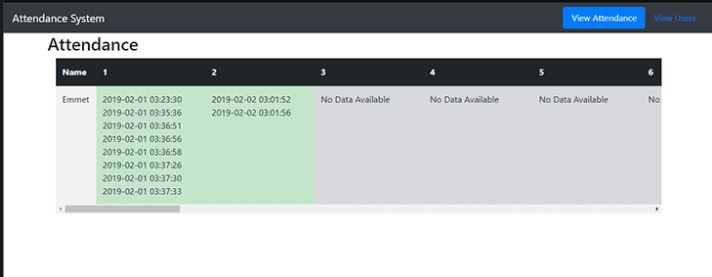 Attendance System View Attendance View Users
Attendance
Name 1 2 3 4 5 6
Emmet 2019-02-01 03:23:30 2019-02-02 03:01:52 No Data Available No Data Available No Data Available No
2019-02-01 03:35:36 2019-02-02 03:01:56
2019-02-01 03:36:51
2019-02-01 03:36:56
2019-02-01 03:36:58
2019-02-01 03:37:26
2019-02-01 03:37:30
2019-02-01 03:37:33